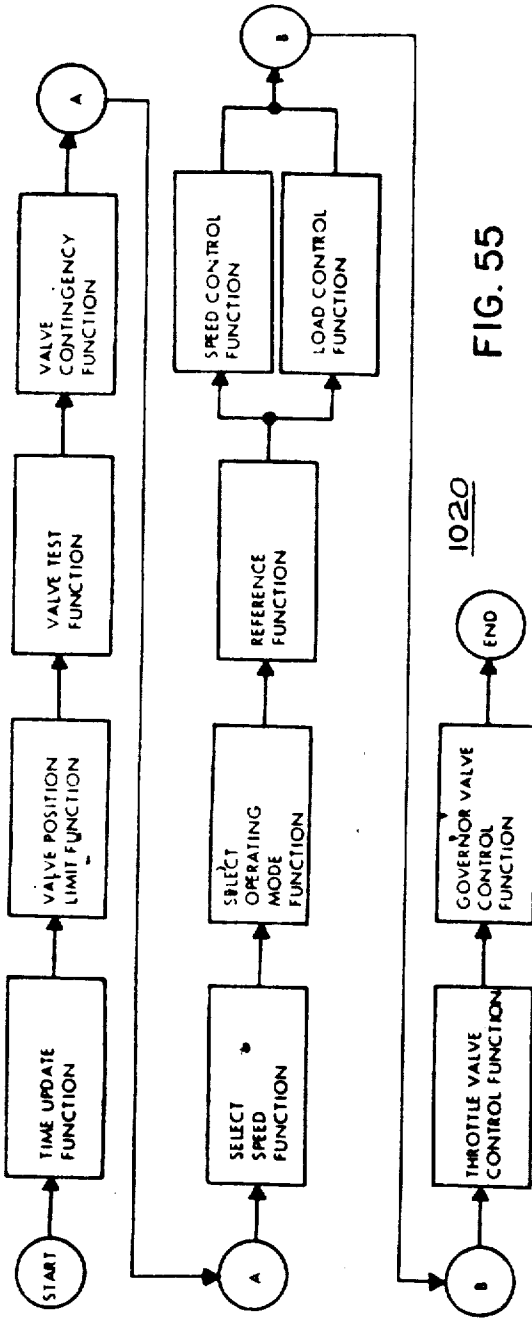 START
TIME UPDATE
FUNCTION
VALVE POSITION
LIMIT FUNCTION
VALVE TEST
FUNCTION
VALVE
CONTINGENCY
FUNCTION
A
A
SELECT
SPEED
FUNCTION
SELECT
OPERATING
MODE
FUNCTION
REFERENCE
FUNCTION
SPEED CONTROL
FUNCTION
LOAD CONTROL
FUNCTION
B
B
THROTTLE VALVE
CONTROL FUNCTION
GOVERNOR VALVE
CONTROL
FUNCTION
END
1020
FIG. 55